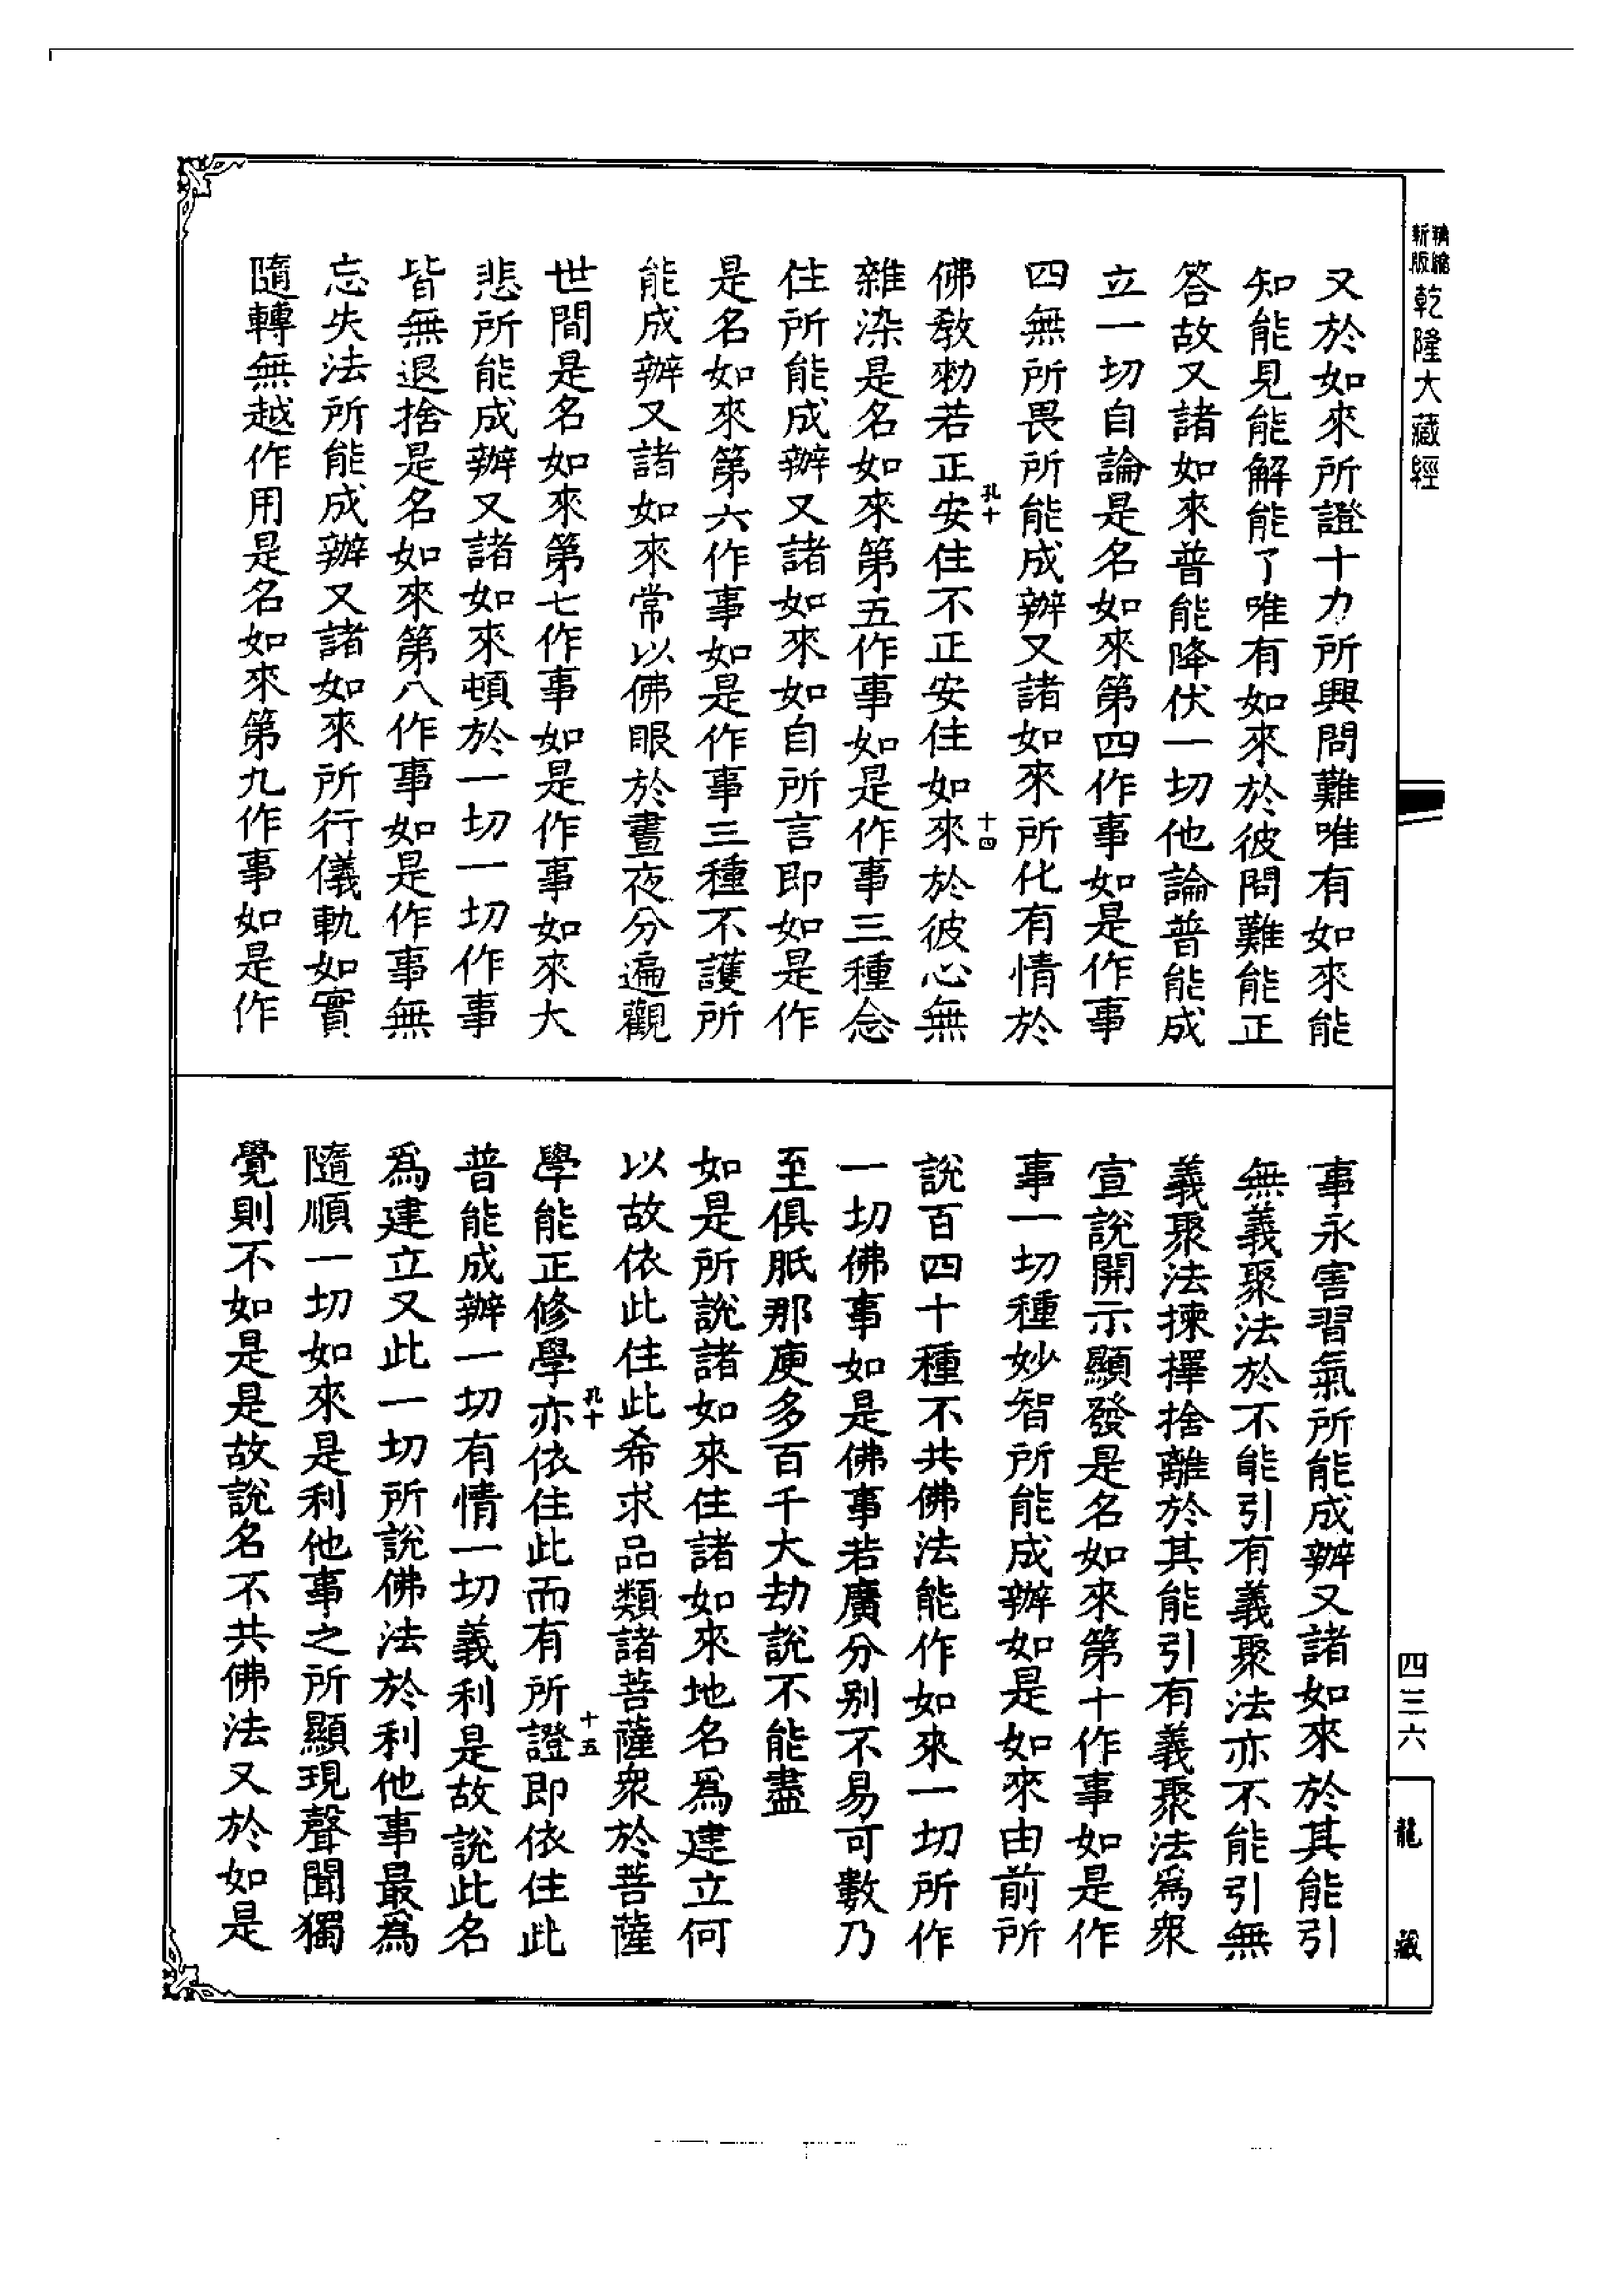 精縮新版乾隆大藏經
又於如來所證十力所興問難唯有如來能
知能見能解能了唯有如來於彼問難能正
答故又諸如來普能降伏一切他論普能成
立一切自論是名如來第四作事如是作事
四無所畏所能成辦又諸如來所化有情於
佛教勑若正安住不正安住如來於彼心無
孔十
十四
雜染是名如來第五作事如是作事三種念
住所能成辦又諸如來如自所言即如是作
是名如來第六作事如是作事三種不護所
能成辦又諸如來常以佛眼於晝夜分遍觀
世間是名如來第七作事如是作事如來大
悲所能成辦又諸如來頓於一切一切作事
皆無退捨是名如來第八作事如是作事無
忘失法所能成辦又諸如來所行儀軌如實
隨轉無越作用是名如來第九作事如是作
事永害習氣所能成辦又諸如來於其能引
無義聚法於不能引有義聚法亦不能引無
義聚法揀擇捨離於其能引有義聚法為眾
宣說開示顯發是名如來第十作事如是作
事一切種妙智所能成辦如是如來由前所
說百四十種不共佛法能作如來一切所作
一切佛事如是佛事若廣分別不易可數乃
至俱胝那庾多百千大劫說不能盡
如是所說諸如來住諸如來地名為建立何
以故依此住此希求品類諸菩薩眾於菩薩
孔十
十五
學能正修學亦依住此而有所證即依住此
普能成辦一切有情一切義利是故說此名
為建立又此一切所說佛法於利他事最為
隨順一切如來是利他事之所顯現聲聞獨
覺則不如是是故說名不共佛法又於如是
四三六
龍藏